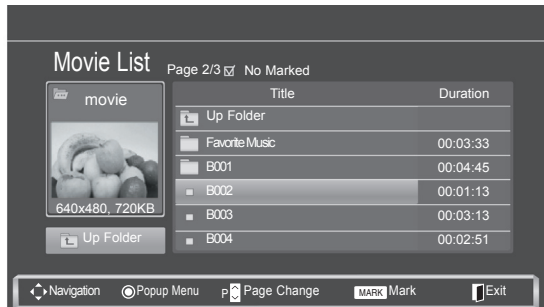 Movie List
Page 2/3 No Marked
movie
640x480, 720KB
Up Folder
Title Duration
Up Folder
Favorite Music 00:03:33
B001 00:04:45
B002 00:01:13
B003 00:03:13
B004 00:02:51
Navigation Popup Menu P Page Change MARK Mark Exit